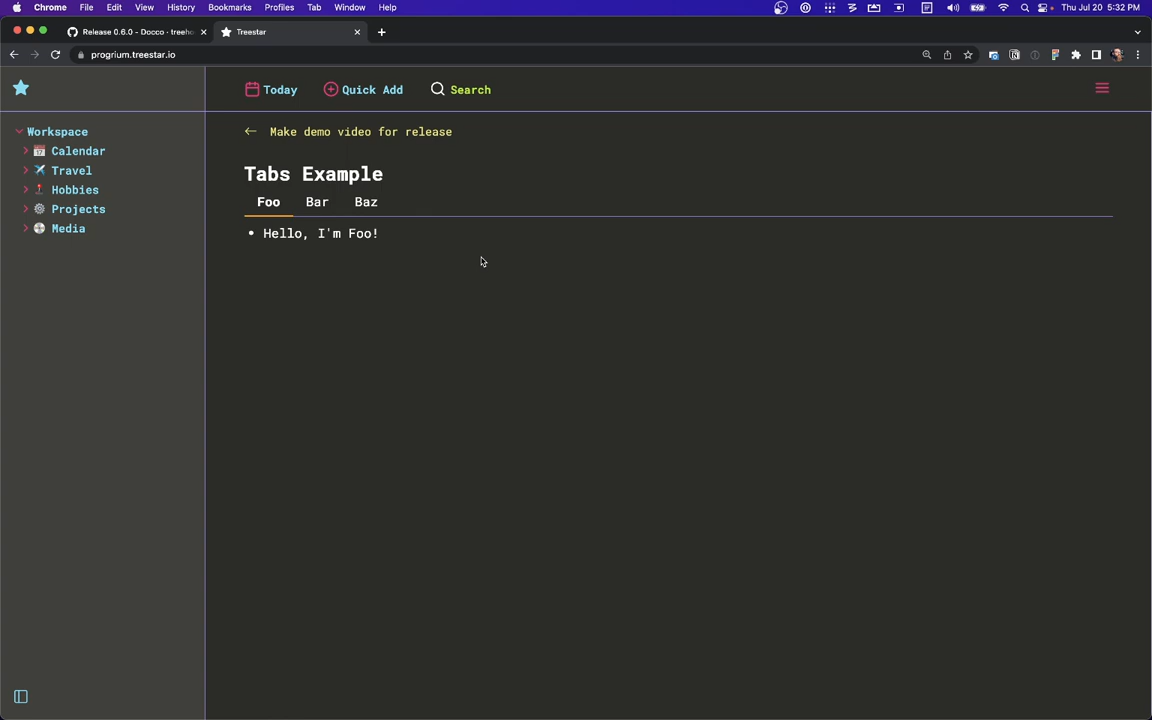 Chrome File Edit View History Bookmarks Profiles Tab Window Help Thu Jul 20 5:32 PM
Release 0.6.0 - Docco · treeho
Treestar
progrium.treestar.io
Today Quick Add Search
Workspace
Calendar
Travel
Hobbies
Projects
Media
← Make demo video for release
Tabs Example
Foo Bar Baz
• Hello, I'm Foo!